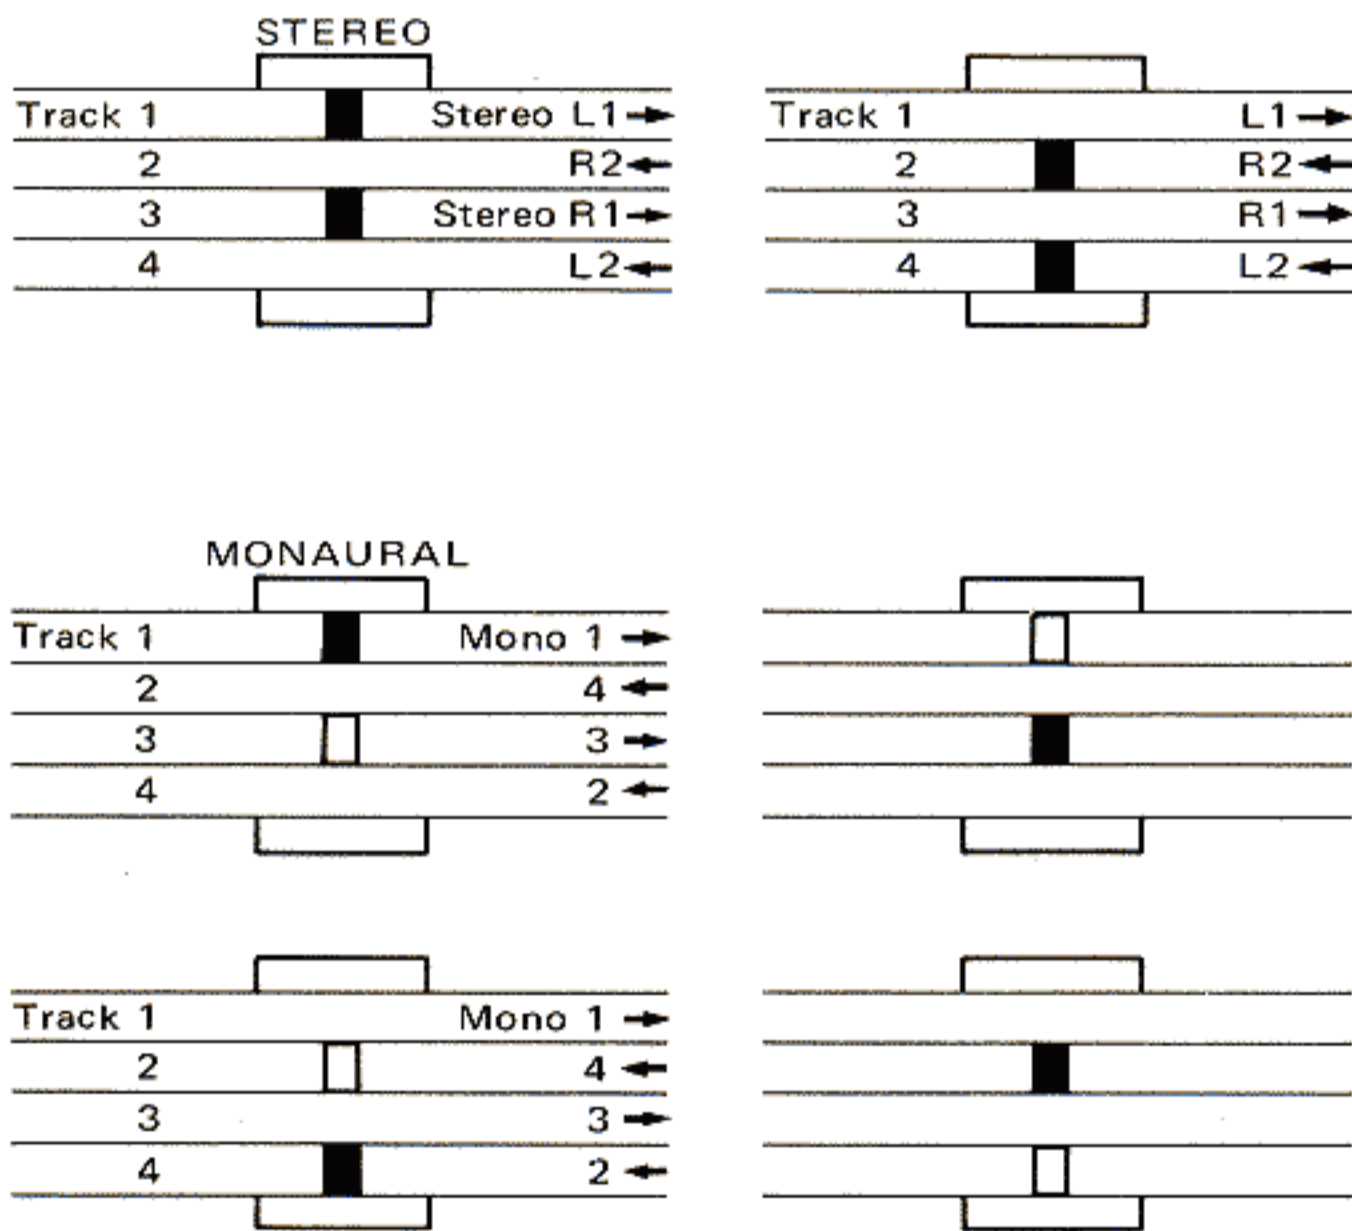 STEREO
Track 1 Stereo L1→
2 R2←
3 Stereo R1→
4 L2←
Track 1 L1→
2 R2←
3 R1→
4 L2←
MONAURAL
Track 1 Mono 1→
2 4←
3 3→
4 2←
Track 1 Mono 1→
2 4←
3 3→
4 2←